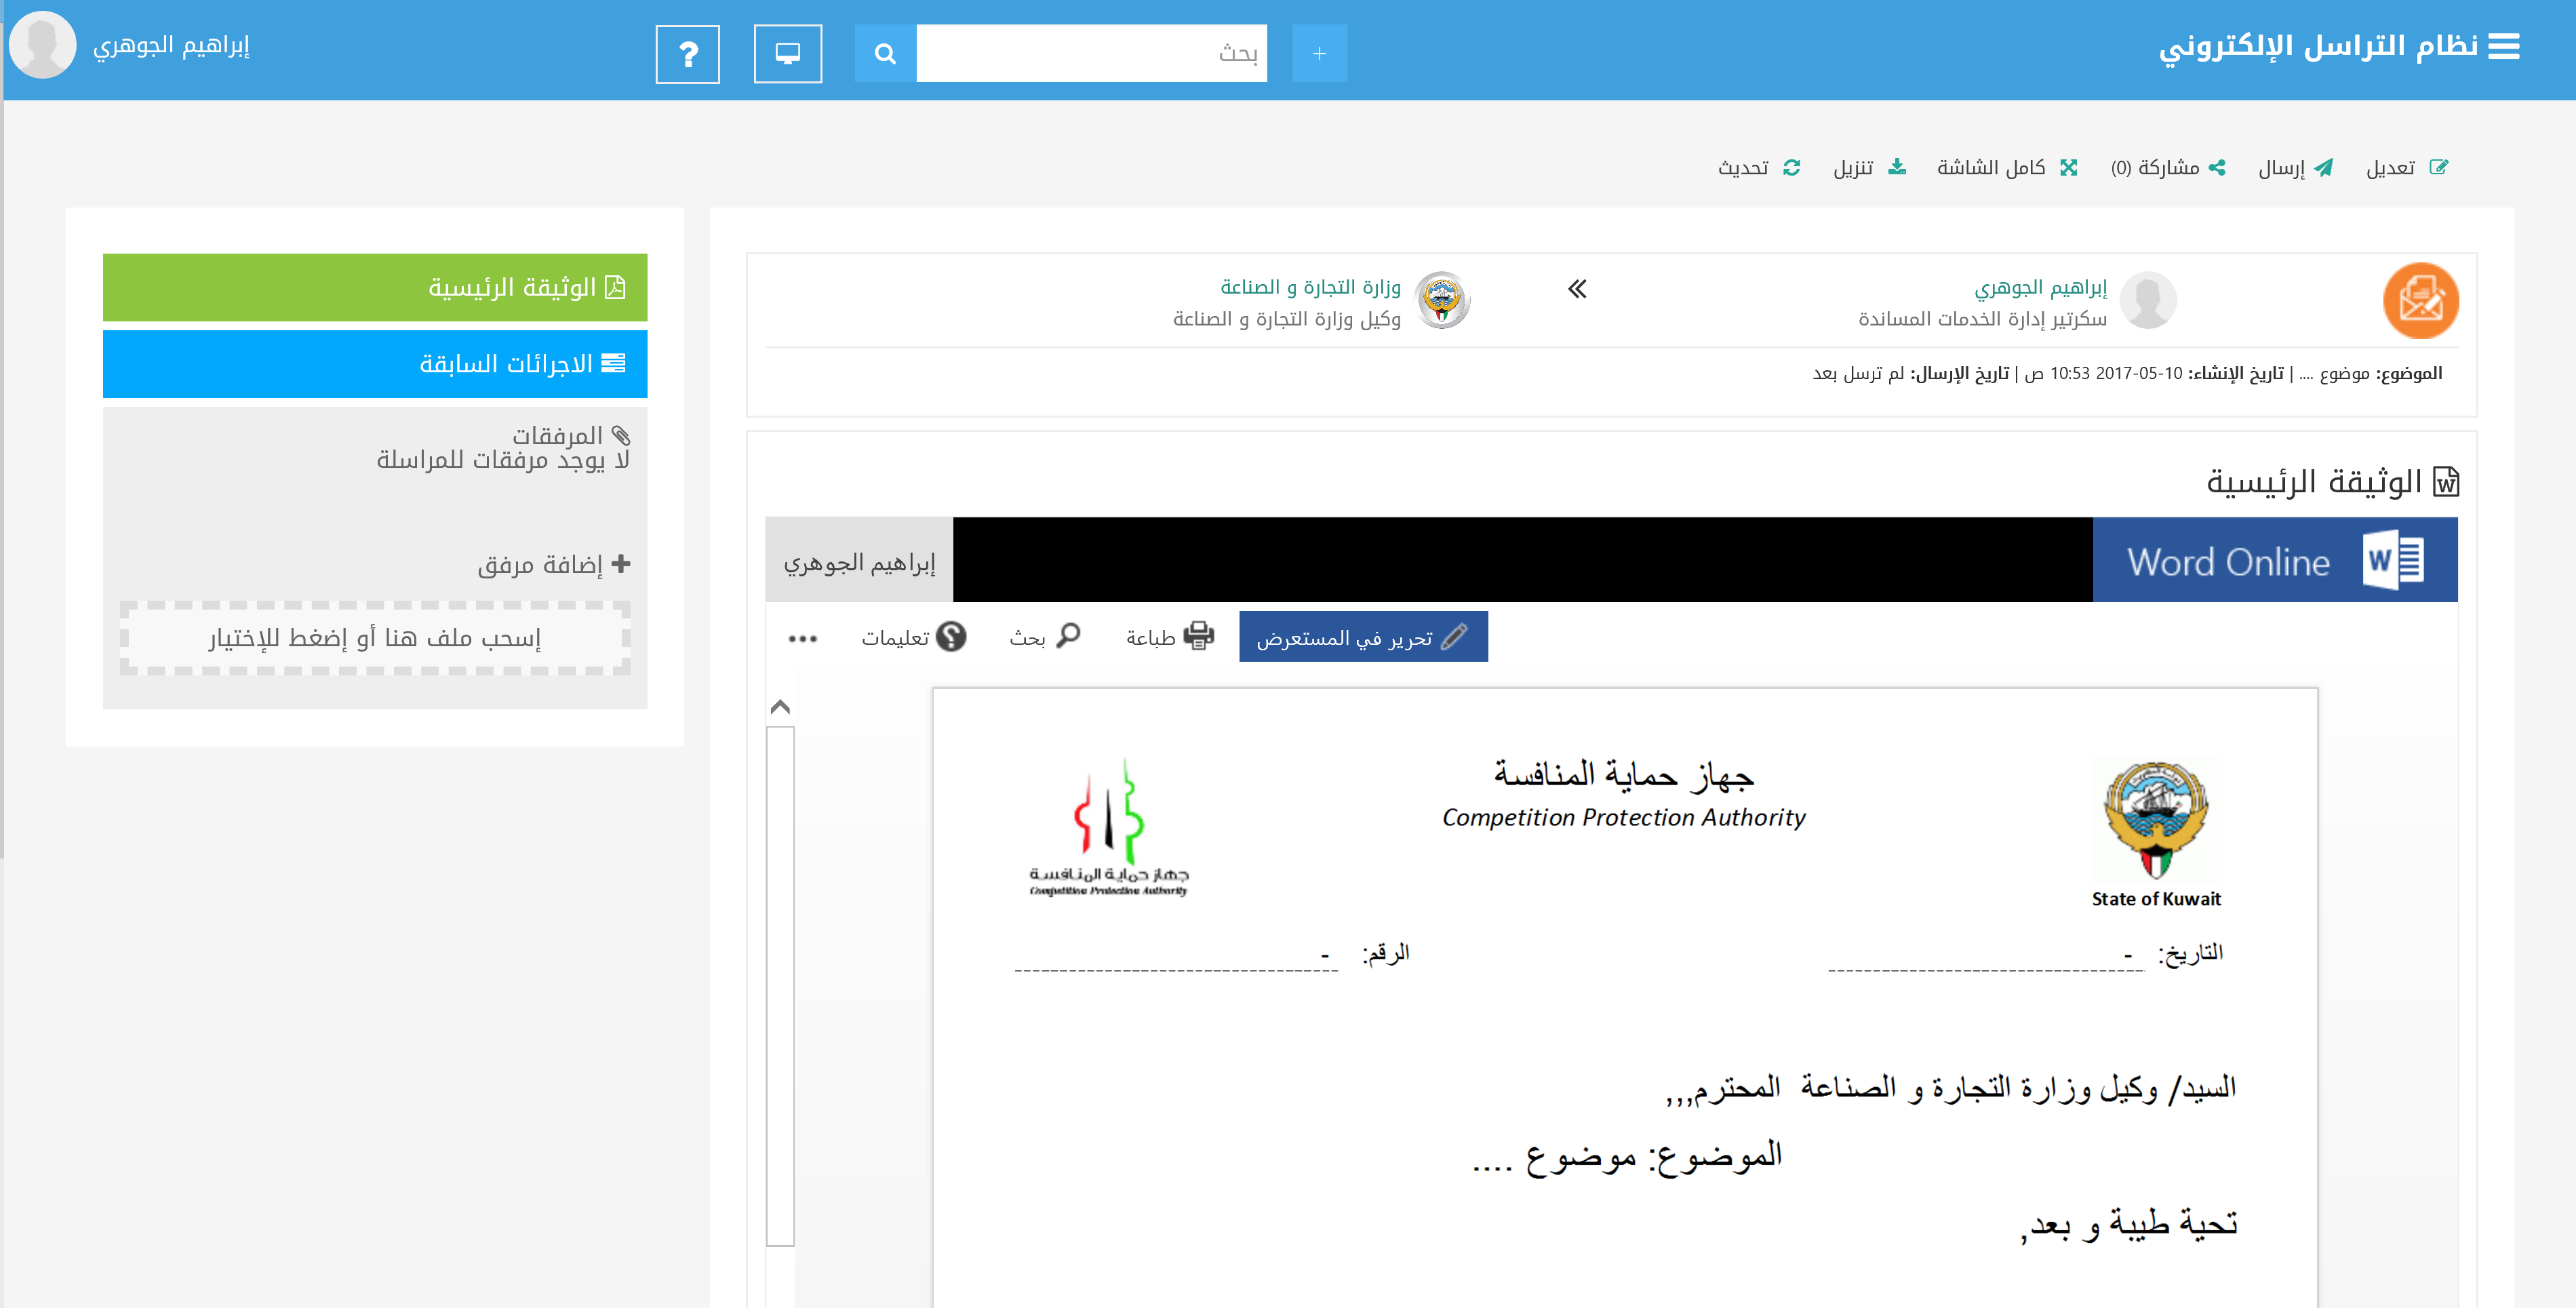 نظام التراسل الإلكتروني
بحث
إبراهيم الجوهري
تعديل
إرسال
مشاركة (0)
كامل الشاشة
تنزيل
تحديث
إبراهيم الجوهري
سكرتير إدارة الخدمات المساندة
وزارة التجارة و الصناعة
وكيل وزارة التجارة و الصناعة
الموضوع: موضوع .... | تاريخ الإنشاء: 10-05-2017 10:53 ص | تاريخ الإرسال: لم ترسل بعد
الوثيقة الرئيسية
Word Online
إبراهيم الجوهري
تحرير في المستعرض
طباعة
بحث
تعليمات
State of Kuwait
جهاز حماية المنافسة
Competition Protection Authority
جهاز حماية المنافسة
Competition Protection Authority
التاريخ: -
الرقم: -
السيد/ وكيل وزارة التجارة و الصناعة المحترم,,,
الموضوع: موضوع ....
تحية طيبة و بعد,
الوثيقة الرئيسية
الاجرائات السابقة
المرفقات
لا يوجد مرفقات للمراسلة
إضافة مرفق
إسحب ملف هنا أو إضغط للإختيار